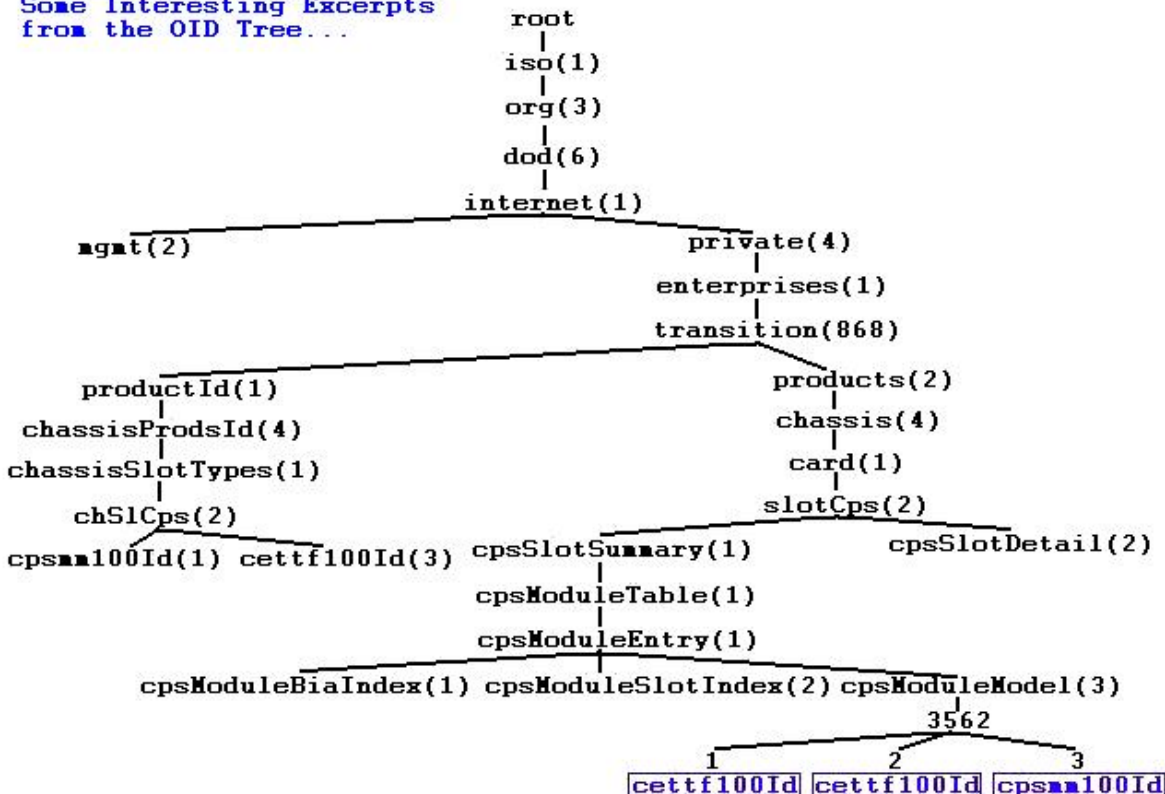 Some Interesting Excerpts
from the OID Tree...
root
iso(1)
org(3)
dod(6)
internet(1)
mgmt(2) private(4)
enterprises(1)
transition(868)
productId(1) products(2)
chassisProdsId(4) chassis(4)
chassisSlotTypes(1) card(1)
chSlCps(2) slotCps(2)
cpsmm100Id(1) cettf100Id(3) cpsSlotSummary(1) cpsSlotDetail(2)
cpsModuleTable(1)
cpsModuleEntry(1)
cpsModuleBiaIndex(1) cpsModuleSlotIndex(2) cpsModuleModel(3)
3562
1 2 3
cettf100Id cettf100Id cpsmm100Id